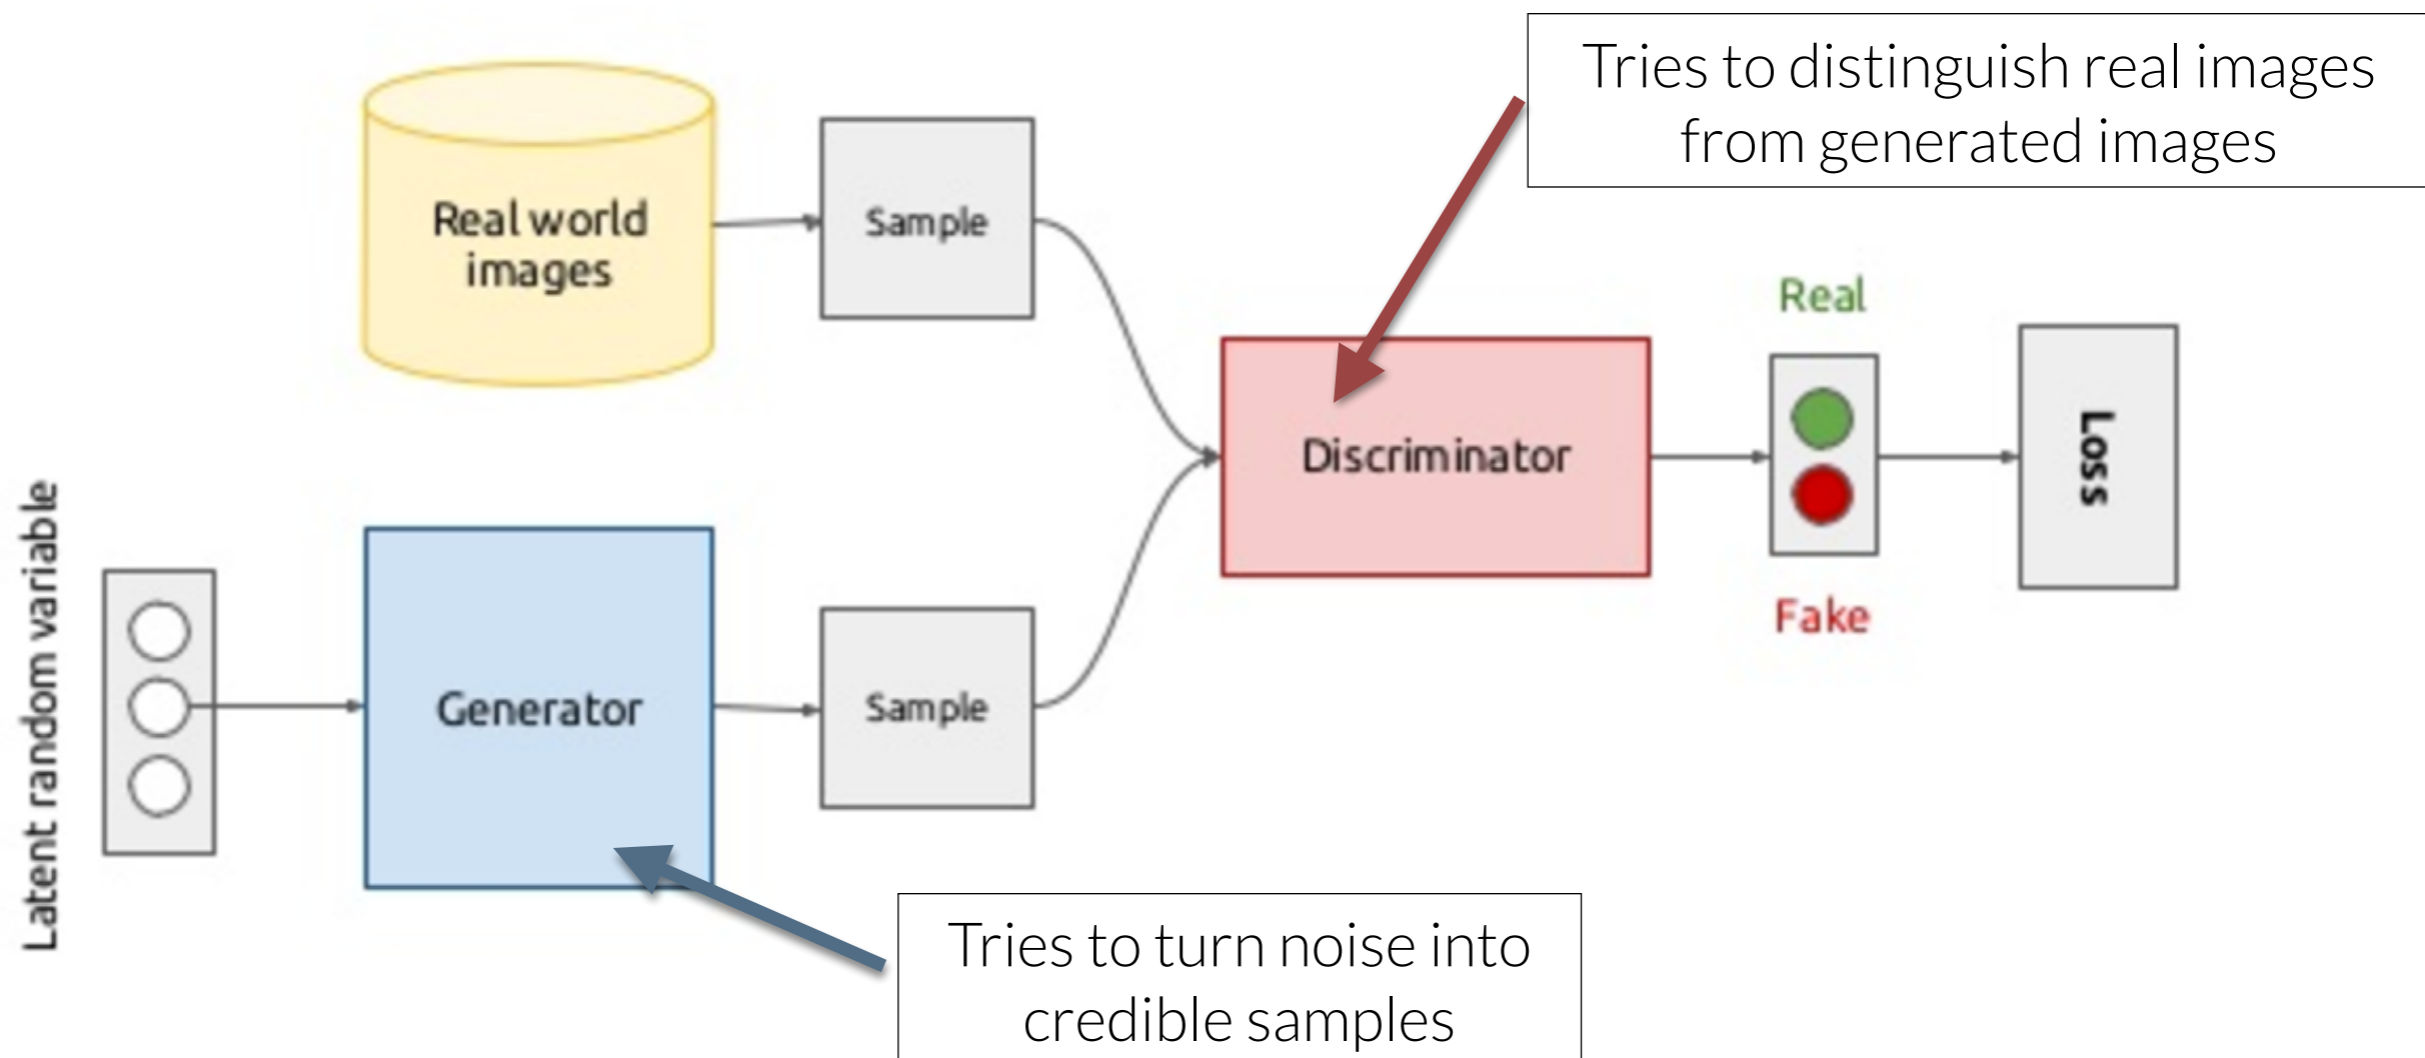 Tries to distinguish real images
from generated images
Real world
images
Sample
Real
Discriminator
Loss
Fake
Latent random variable
Generator
Sample
Tries to turn noise into
credible samples